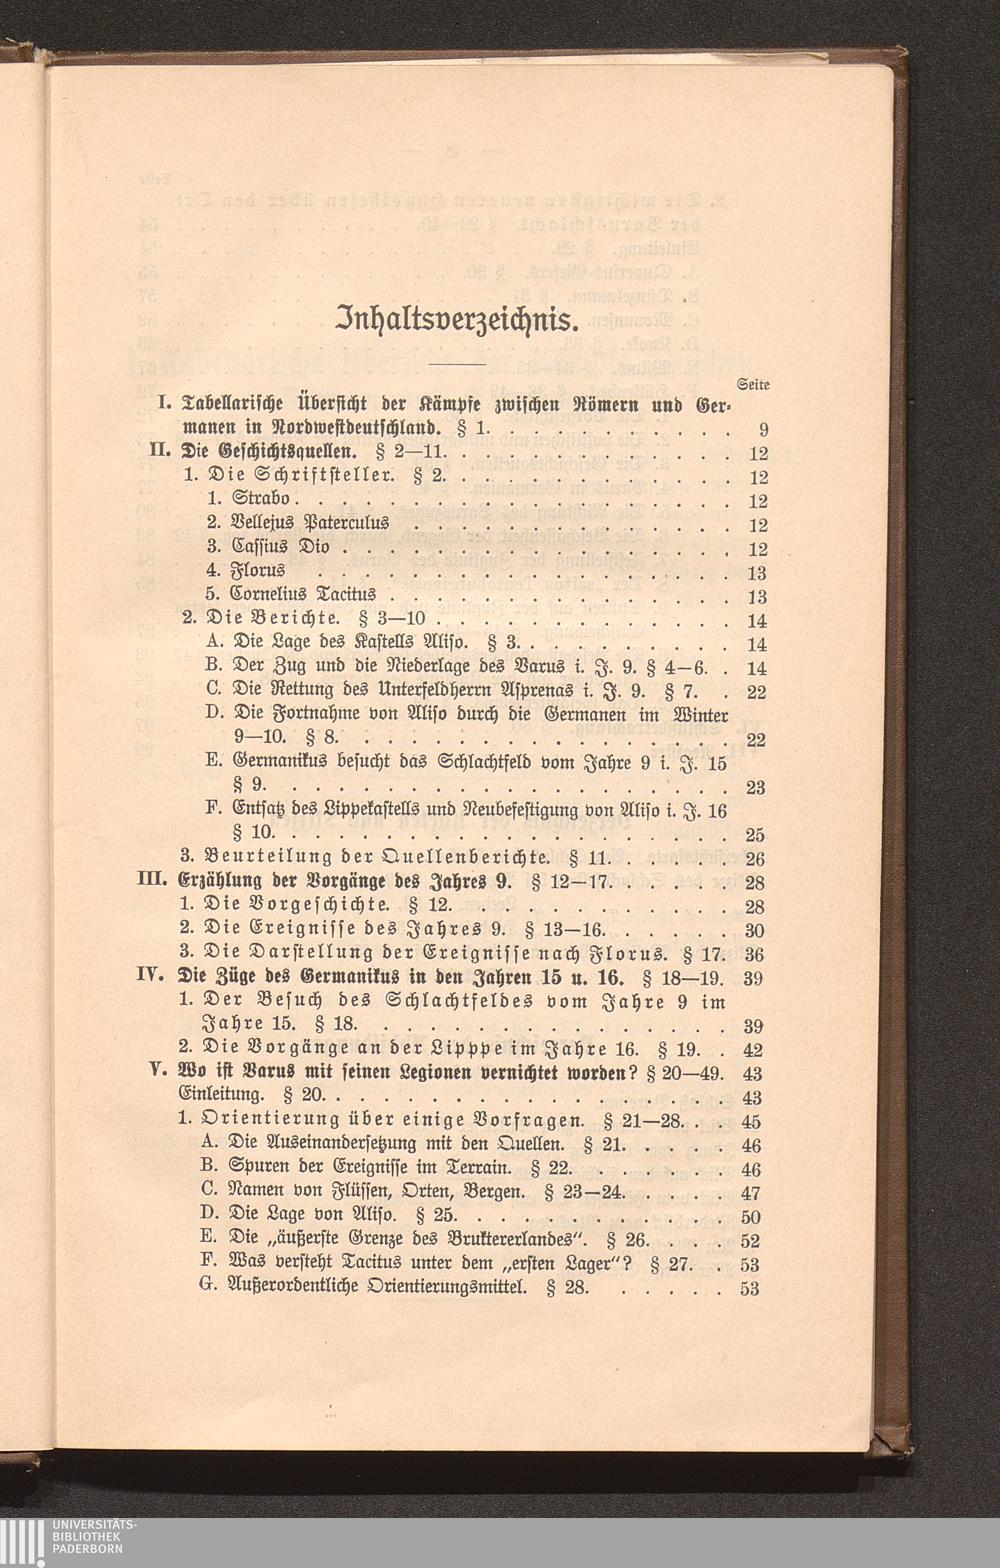 Inhaltsverzeichnis.
Seite
I. Tabellarische Übersicht der Kämpfe zwischen Römern und Ger-
manen in Nordwestdeutschland. § 1. . . . . . . . . . . . 9
II. Die Geschichtsquellen. § 2—11. . . . . . . . . . . . . 12
1. Die Schriftsteller. § 2. . . . . . . . . . . . . 12
1. Strabo . . . . . . . . . . . . . . . . . . . 12
2. Vellejus Paterculus . . . . . . . . . . . . . . 12
3. Cassius Dio . . . . . . . . . . . . . . . . . 12
4. Florus . . . . . . . . . . . . . . . . . . 13
5. Cornelius Tacitus . . . . . . . . . . . . . . . 13
2. Die Berichte. § 3—10 . . . . . . . . . . . . . 14
A. Die Lage des Kastells Aliso. § 3. . . . . . . . . . 14
B. Der Zug und die Niederlage des Varus i. J. 9. § 4—6. . 14
C. Die Rettung des Unterfeldherrn Asprenas i. J. 9. § 7. . 22
D. Die Fortnahme von Aliso durch die Germanen im Winter
9—10. § 8. . . . . . . . . . . . . . . . . . 22
E. Germanikus besucht das Schlachtfeld vom Jahre 9 i. J. 15
§ 9. . . . . . . . . . . . . . . . . . . . 23
F. Entsatz des Lippekastells und Neubefestigung von Aliso i. J. 16
§ 10. . . . . . . . . . . . . . . . . . . . 25
3. Beurteilung der Quellenberichte. § 11. . . . . . 26
III. Erzählung der Vorgänge des Jahres 9. § 12—17. . . . . . 28
1. Die Vorgeschichte. § 12. . . . . . . . . . . . . 28
2. Die Ereignisse des Jahres 9. § 13—16. . . . . . . 30
3. Die Darstellung der Ereignisse nach Florus. § 17. 36
IV. Die Züge des Germanikus in den Jahren 15 u. 16. § 18—19. 39
1. Der Besuch des Schlachtfeldes vom Jahre 9 im
Jahre 15. § 18. . . . . . . . . . . . . . . . . 39
2. Die Vorgänge an der Lipppe im Jahre 16. § 19. . 42
V. Wo ist Varus mit seinen Legionen vernichtet worden? § 20—49. 43
Einleitung. § 20. . . . . . . . . . . . . . . . . . 43
1. Orientierung über einige Vorfragen. § 21—28. . . 45
A. Die Auseinandersetzung mit den Quellen. § 21. . . . . 46
B. Spuren der Ereignisse im Terrain. § 22. . . . . . . 46
C. Namen von Flüssen, Orten, Bergen. § 23—24. . . . . 47
D. Die Lage von Aliso. § 25. . . . . . . . . . . . . 50
E. Die „äußerste Grenze des Bruktererlandes“. § 26. . . . 52
F. Was versteht Tacitus unter dem „ersten Lager“? § 27. . 53
G. Außerordentliche Orientierungsmittel. § 28. . . . . . 53
UNIVERSITÄTS-
BIBLIOTHEK
PADERBORN